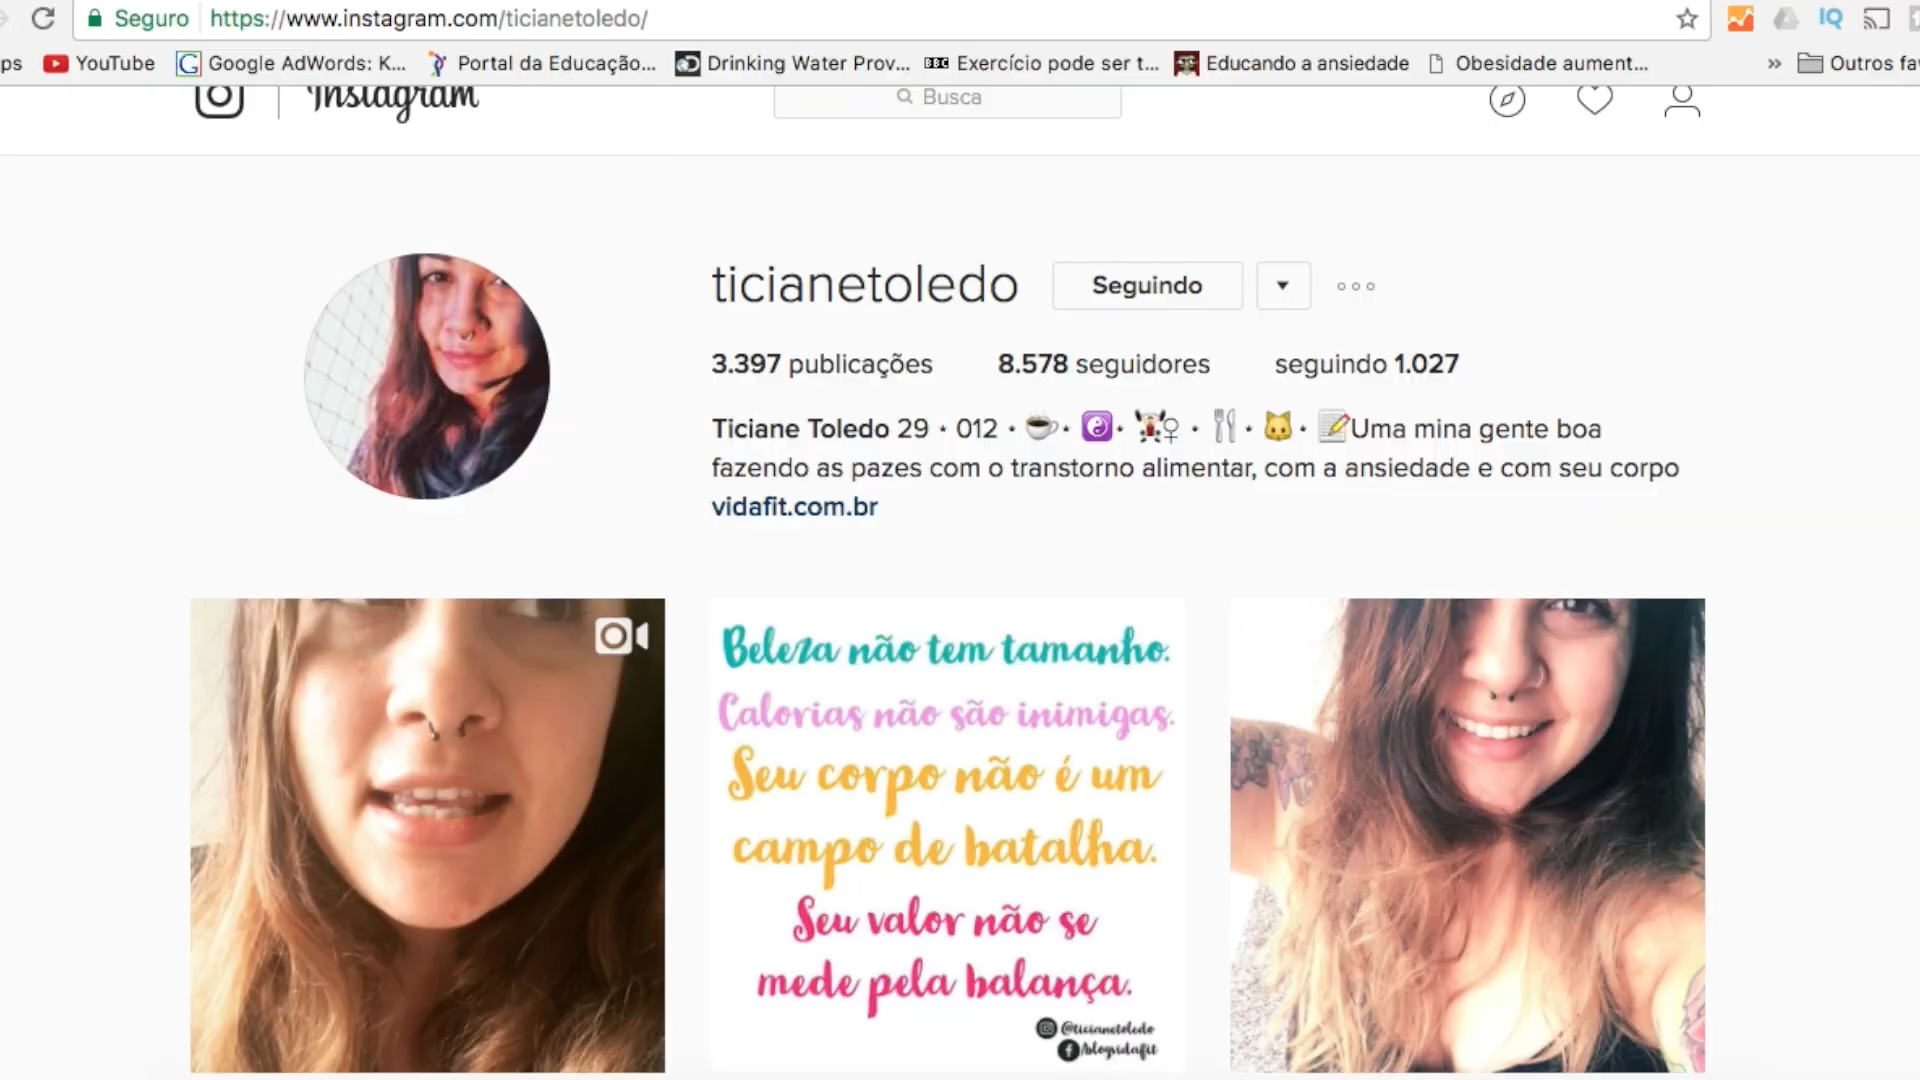 Seguro https://www.instagram.com/ticianetoledo/
ps YouTube Google AdWords: K... Portal da Educação... Drinking Water Prov... BBC Exercício pode ser t... Educando a ansiedade Obesidade aument... » Outros fa
Instagram Busca
ticianetoledo Seguindo
3.397 publicações 8.578 seguidores seguindo 1.027
Ticiane Toledo 29 • 012 • ☕• ☯• 🏋♀ • 🍴• 🐱• 📝Uma mina gente boa
fazendo as pazes com o transtorno alimentar, com a ansiedade e com seu corpo
vidafit.com.br
Beleza não tem tamanho.
Calorias não são inimigas.
Seu corpo não é um
campo de batalha.
Seu valor não se
mede pela balança.
@ticianetoledo
/blogvidafit